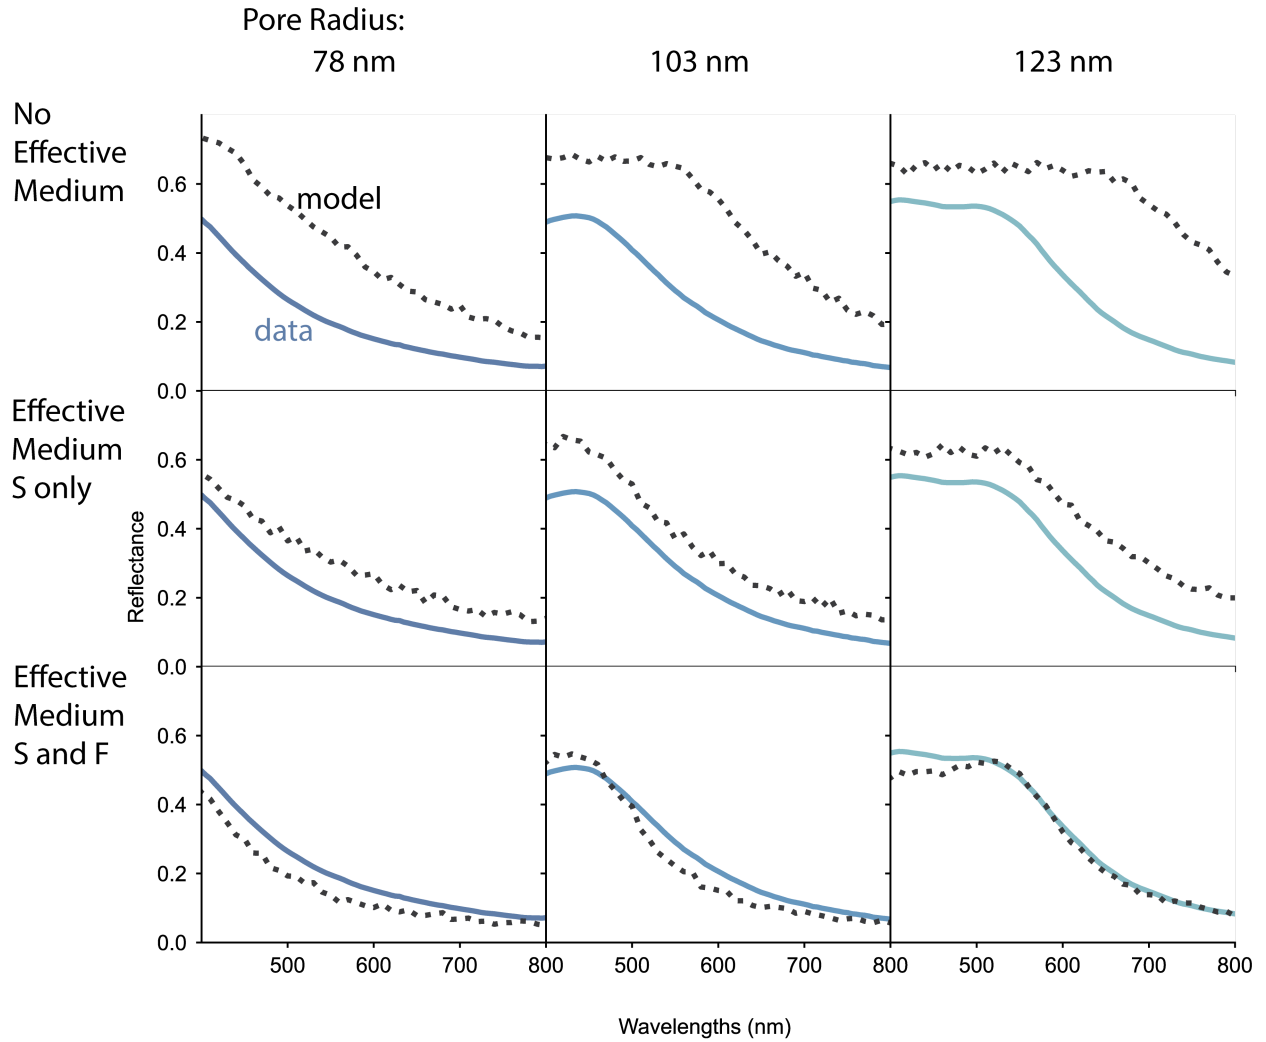 Pore Radius:
78 nm
103 nm
123 nm
No
Effective
Medium
model
data
0.6
0.4
0.2
0.0
Effective
Medium
S only
0.6
0.4
0.2
0.0
Reflectance
Effective
Medium
S and F
0.6
0.4
0.2
0.0
500 600 700 800 500 600 700 800 500 600 700 800
Wavelengths (nm)